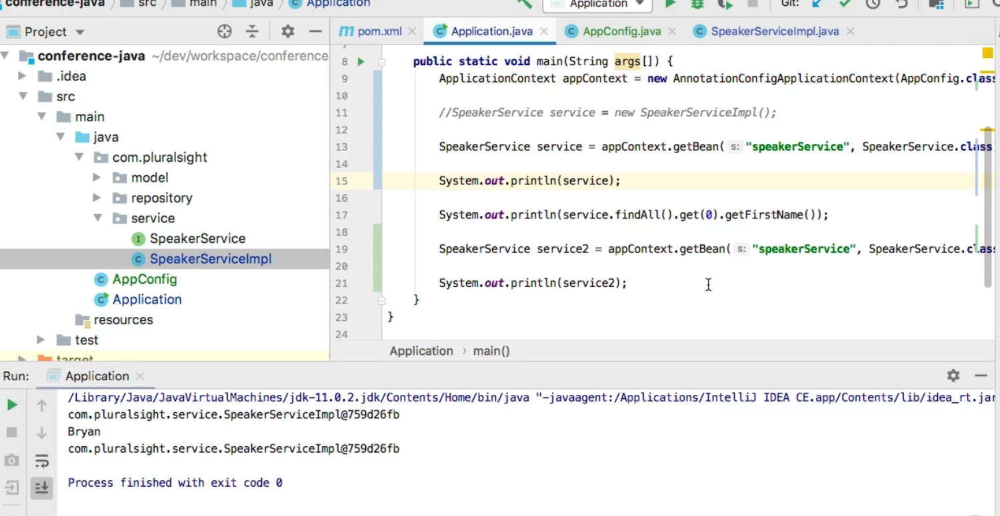 conference-java src main java Application
Application Git:
Project
pom.xml Application.java AppConfig.java SpeakerServiceImpl.java
conference-java ~/dev/workspace/conference
.idea
src
main
java
com.pluralsight
model
repository
service
SpeakerService
SpeakerServiceImpl
AppConfig
Application
resources
test
target
8 public static void main(String args[]) {
9 ApplicationContext appContext = new AnnotationConfigApplicationContext(AppConfig.class
10
11 //SpeakerService service = new SpeakerServiceImpl();
12
13 SpeakerService service = appContext.getBean( s: "speakerService", SpeakerService.class
14
15 System.out.println(service);
16
17 System.out.println(service.findAll().get(0).getFirstName());
18
19 SpeakerService service2 = appContext.getBean( s: "speakerService", SpeakerService.class
20
21 System.out.println(service2);
22 }
23 }
24
Application › main()
Run: Application
/Library/Java/JavaVirtualMachines/jdk-11.0.2.jdk/Contents/Home/bin/java "-javaagent:/Applications/IntelliJ IDEA CE.app/Contents/lib/idea_rt.jar
com.pluralsight.service.SpeakerServiceImpl@759d26fb
Bryan
com.pluralsight.service.SpeakerServiceImpl@759d26fb
Process finished with exit code 0